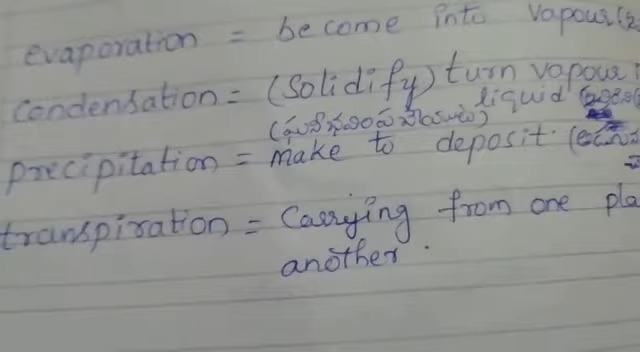 evaporation = become into vapour
condensation = (solidify) turn vapour
liquid
precipitation = make to deposit
transpiration = Carrying from one pla
another.